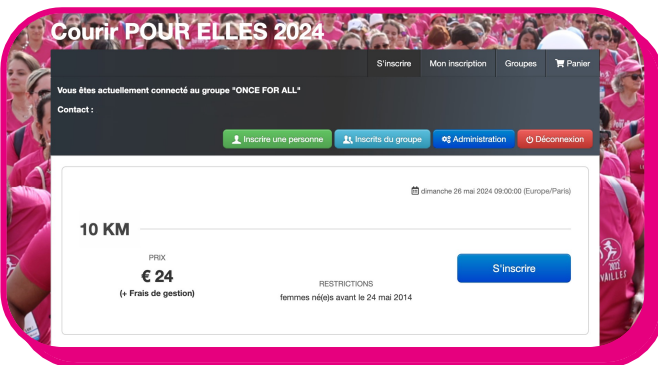 Courir POUR ELLES 2024
S'inscrire Mon inscription Groupes Panier
Vous êtes actuellement connecté au groupe "ONCE FOR ALL"
Contact :
Inscrire une personne Inscrits du groupe Administration Déconnexion
dimanche 26 mai 2024 09:00:00 (Europe/Paris)
10 KM
PRIX
€ 24
(+ Frais de gestion)
RESTRICTIONS
femmes né(e)s avant le 24 mai 2014
S'inscrire
2022
VAILLES